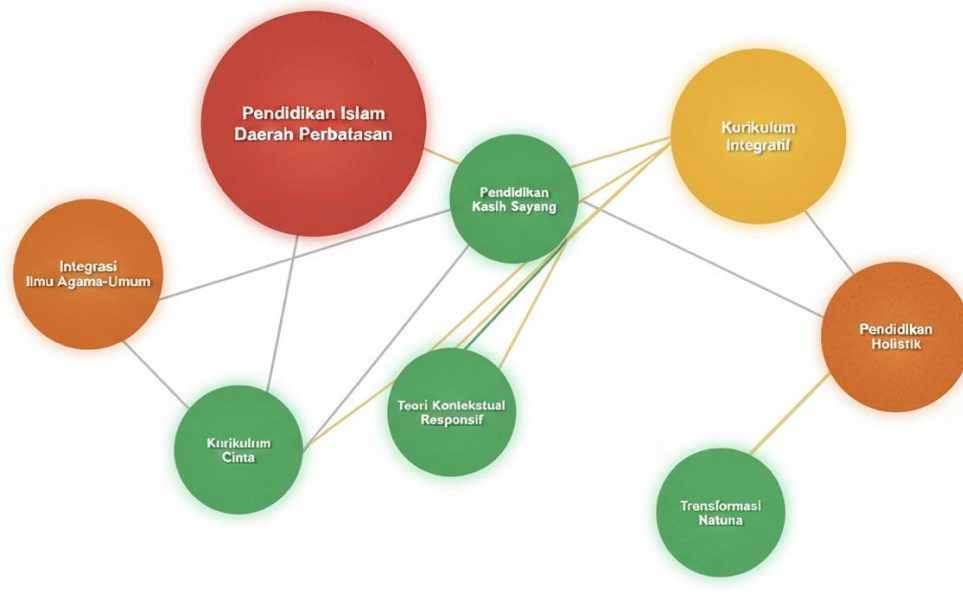 Pendidikan Islam
Daerah Perbatasan
Kurikulum
Integratif
Pendidikan
Kasih Sayang
Integrasi
Ilmu Agama-Umum
Pendidikan
Holistik
Teori Kontekstual
Responsif
Kurikulum
Cinta
Transformasi
Natuna